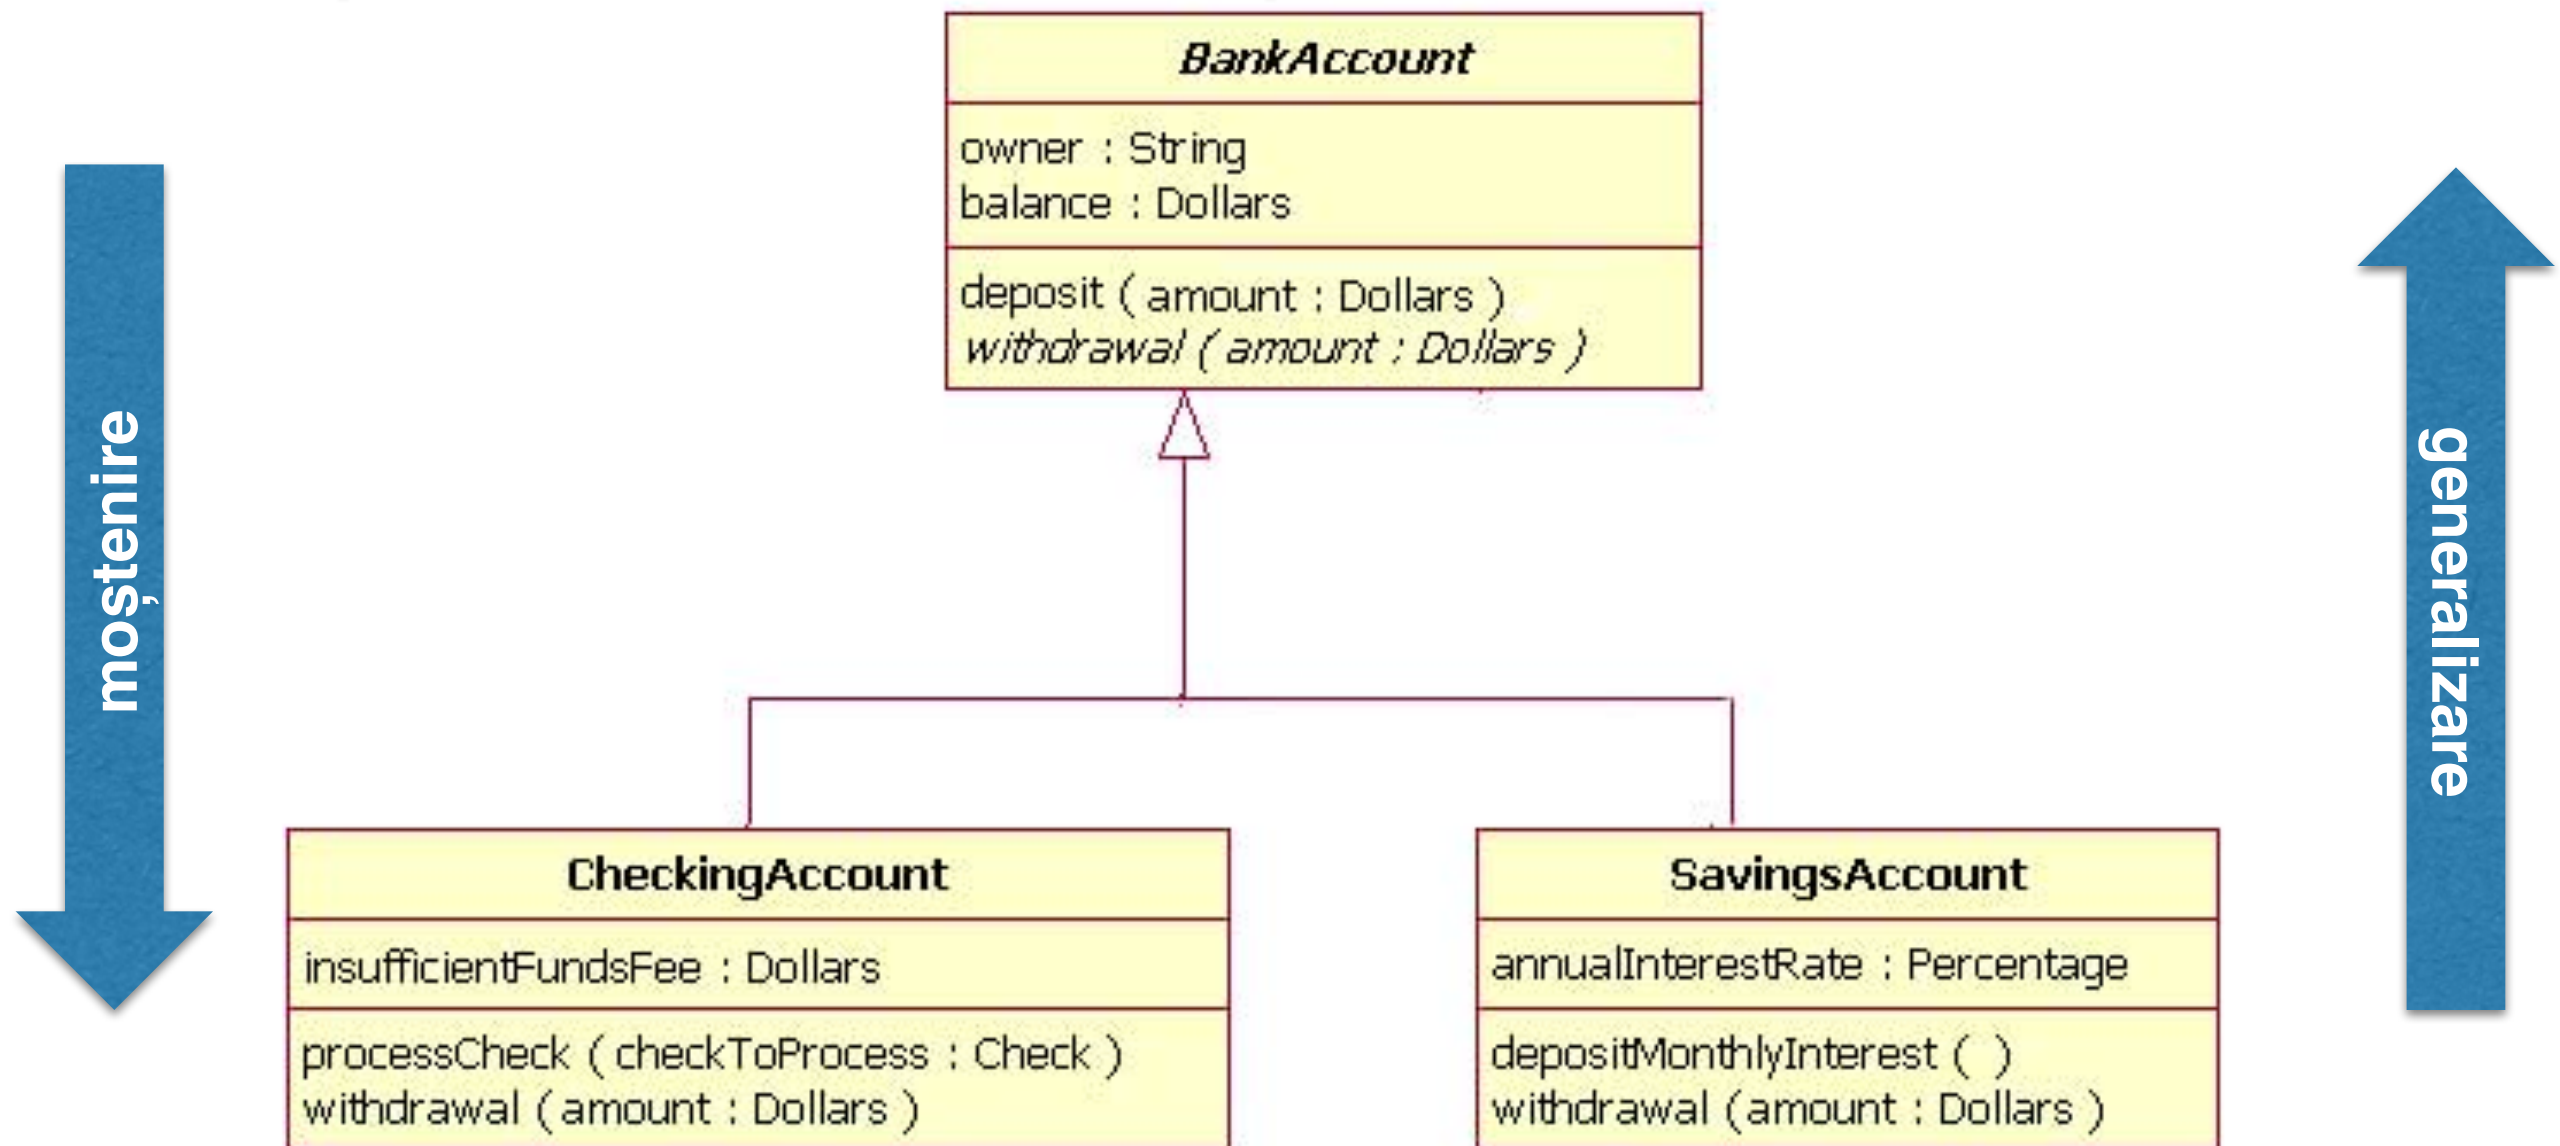 BankAccount
owner : String
balance : Dollars
deposit ( amount : Dollars )
withdrawal ( amount : Dollars )
moștenire
generalizare
CheckingAccount
insufficientFundsFee : Dollars
processCheck ( checkToProcess : Check )
withdrawal ( amount : Dollars )
SavingsAccount
annualInterestRate : Percentage
depositMonthlyInterest ( )
withdrawal ( amount : Dollars )